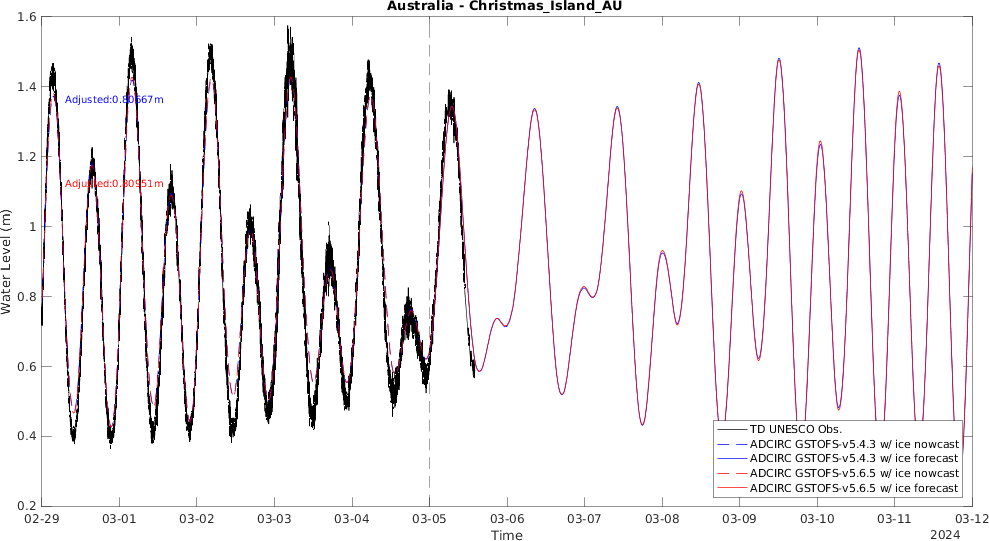 Australia - Christmas_Island_AU
Water Level (m)
1.6
1.4
1.2
1
0.8
0.6
0.4
0.2
Adjusted:0.80667m
Adjusted:0.80951m
TD UNESCO Obs.
ADCIRC GSTOFS-v5.4.3 w/ ice nowcast
ADCIRC GSTOFS-v5.4.3 w/ ice forecast
ADCIRC GSTOFS-v5.6.5 w/ ice nowcast
ADCIRC GSTOFS-v5.6.5 w/ ice forecast
02-29 03-01 03-02 03-03 03-04 03-05 03-06 03-07 03-08 03-09 03-10 03-11 03-12
Time
2024